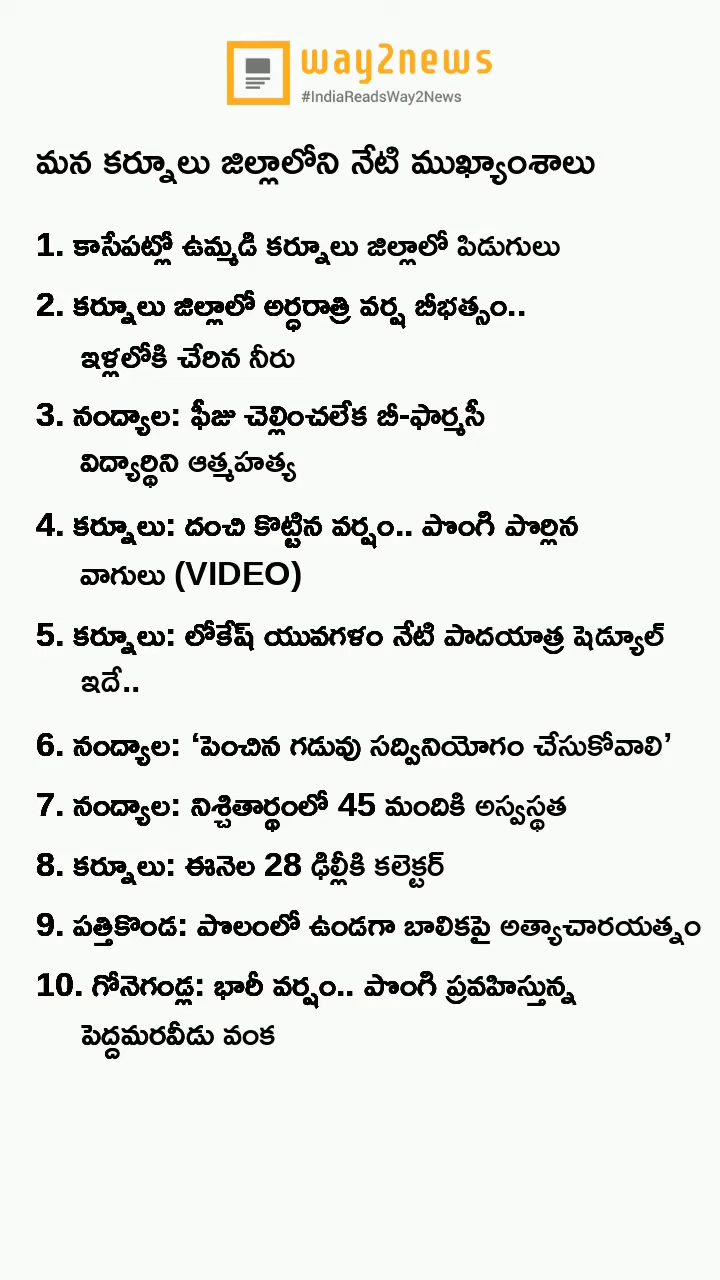 way2news
#IndiaReadsWay2News
మన కర్నూలు జిల్లాలోని నేటి ముఖ్యాంశాలు
1. కాసేపట్లో ఉమ్మడి కర్నూలు జిల్లాలో పిడుగులు
2. కర్నూలు జిల్లాలో అర్ధరాత్రి వర్ష బీభత్సం..
ఇళ్లలోకి చేరిన నీరు
3. నంద్యాల: ఫీజు చెల్లించలేక బీ-ఫార్మసీ
విద్యార్థిని ఆత్మహత్య
4. కర్నూలు: దంచి కొట్టిన వర్షం.. పొంగి పొర్లిన
వాగులు (VIDEO)
5. కర్నూలు: లోకేష్ యువగళం నేటి పాదయాత్ర షెడ్యూల్
ఇదే..
6. నంద్యాల: ‘పెంచిన గడువు సద్వినియోగం చేసుకోవాలి’
7. నంద్యాల: నిశ్చితార్థంలో 45 మందికి అస్వస్థత
8. కర్నూలు: ఈనెల 28 ఢిల్లీకి కలెక్టర్
9. పత్తికొండ: పొలంలో ఉండగా బాలికపై అత్యాచారయత్నం
10. గోనెగండ్ల: భారీ వర్షం.. పొంగి ప్రవహిస్తున్న
పెద్దమరవీడు వంక